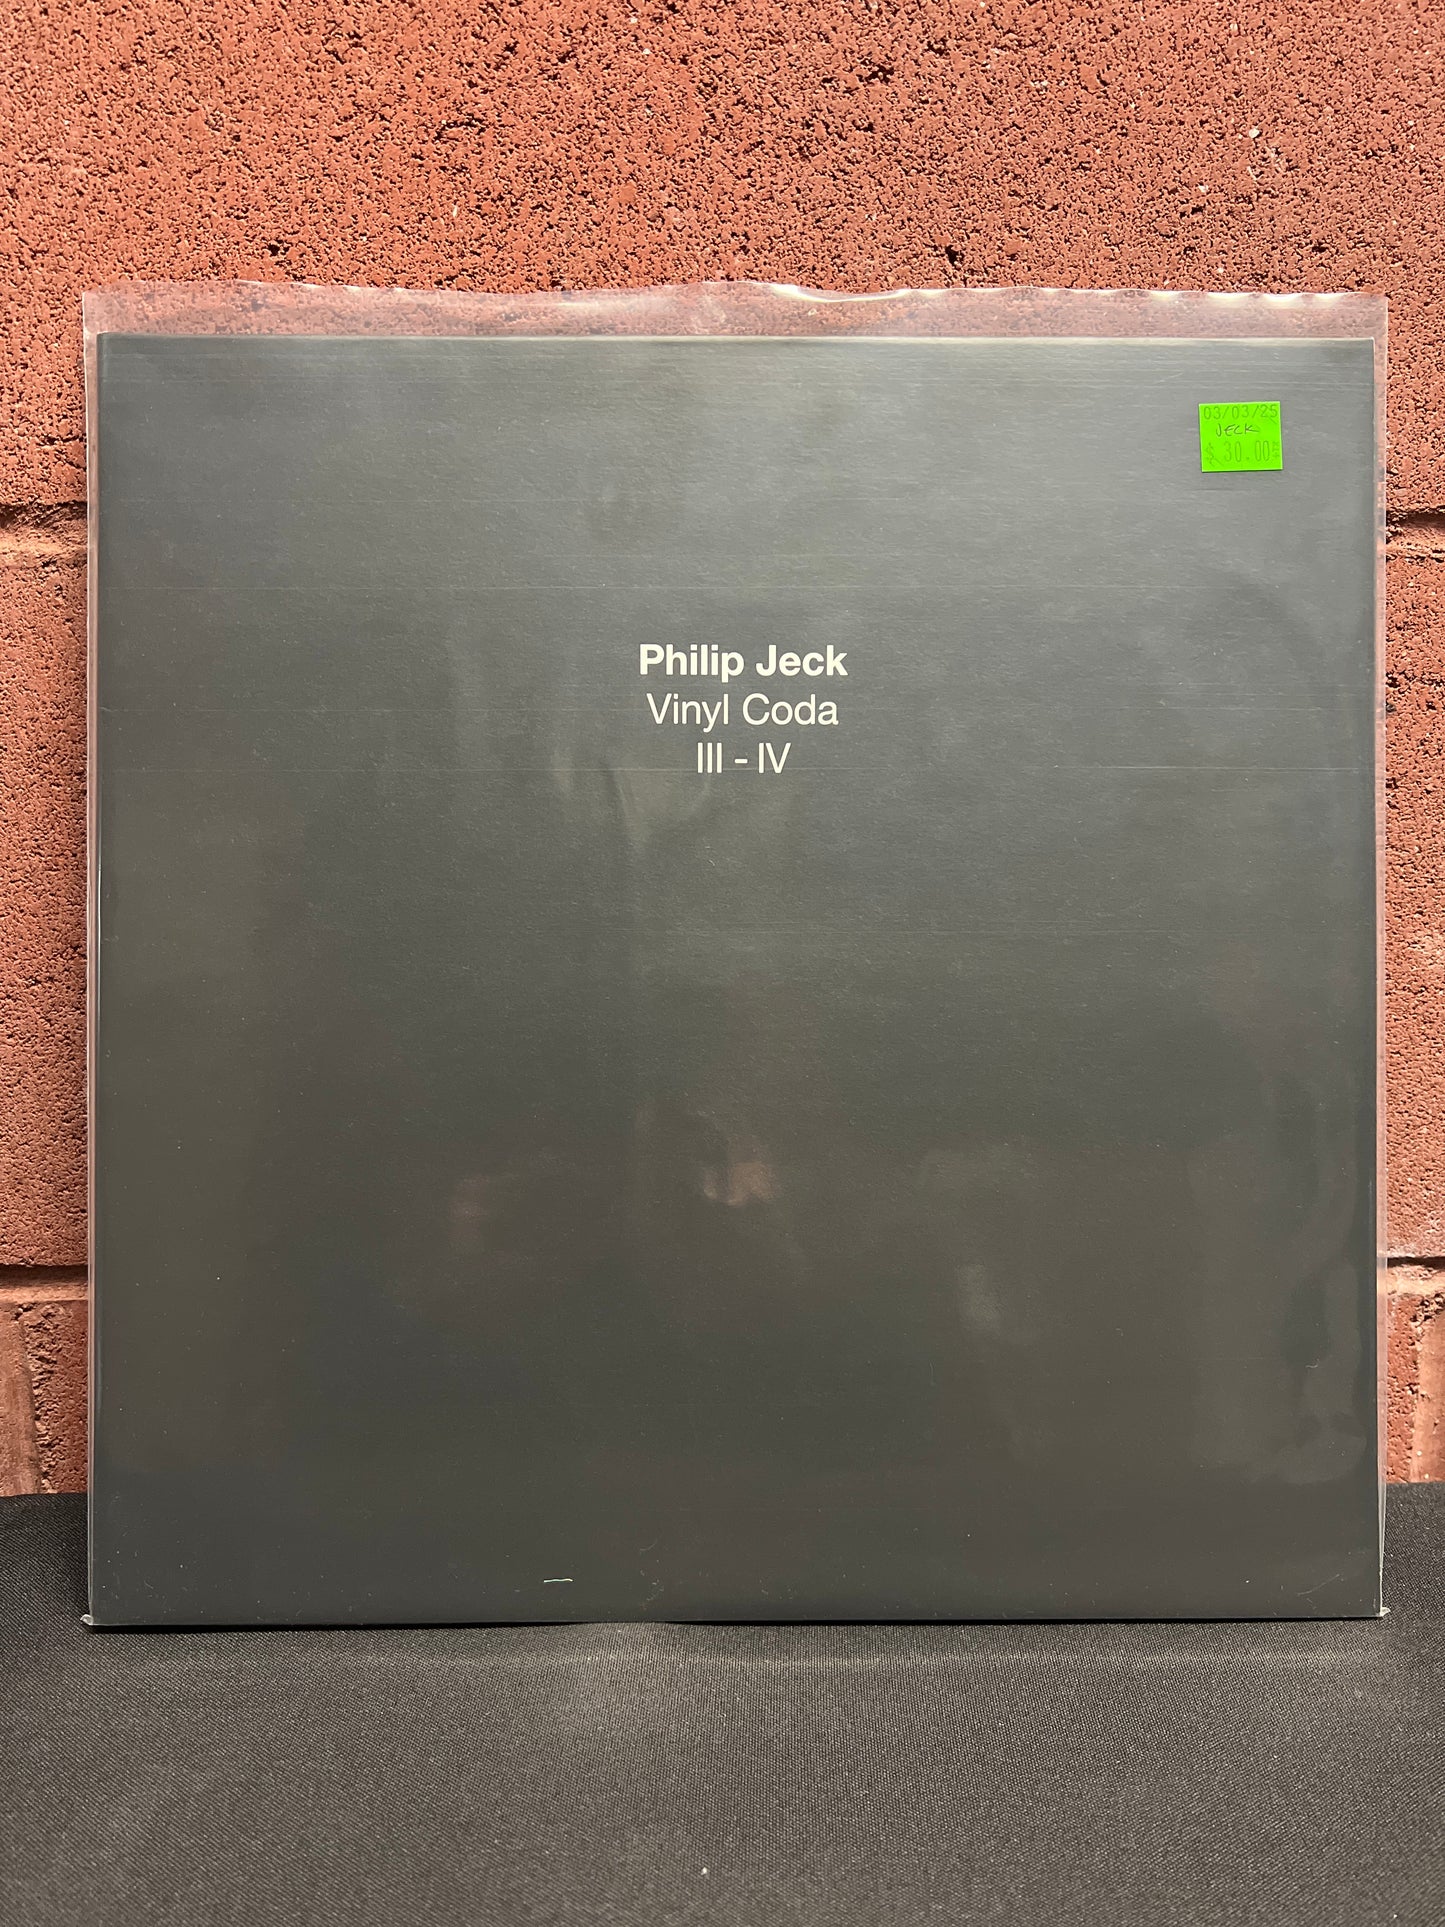 03/03/25
JECK
$ 30.00
Philip Jeck
Vinyl Coda
III - IV